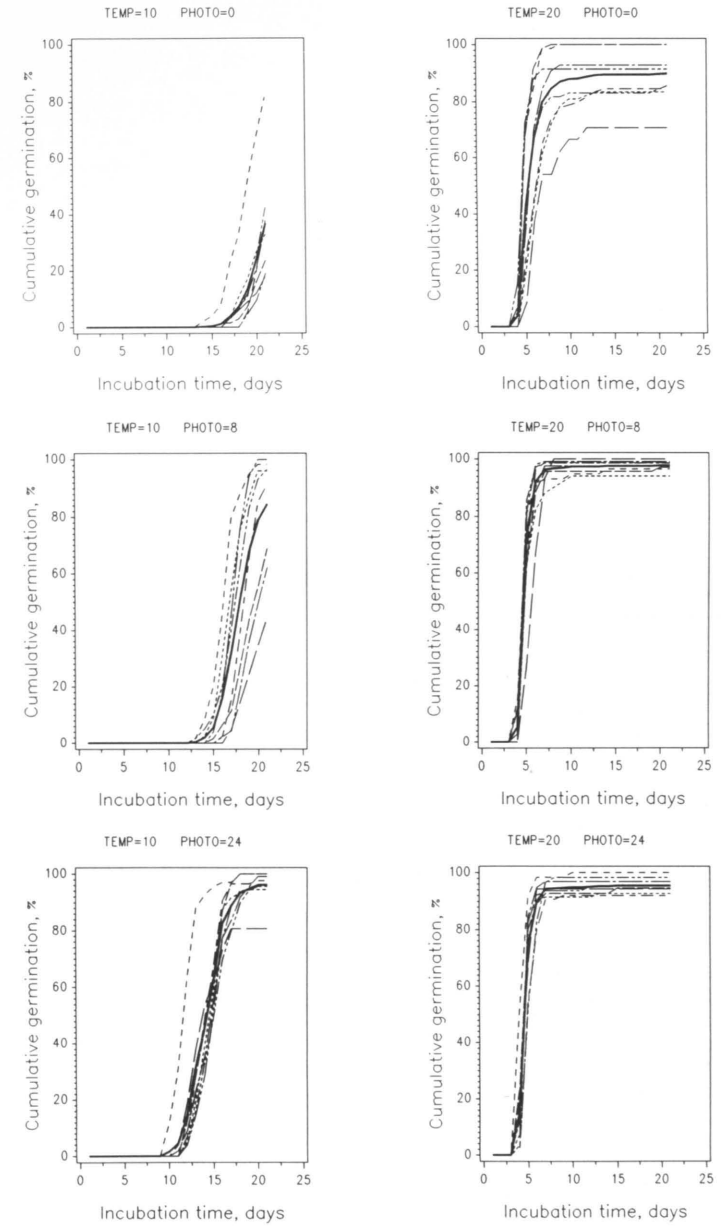 TEMP=10 PHOTO=0
100
80
60
40
20
0
Cumulative germination, %
0 5 10 15 20 25
Incubation time, days
TEMP=20 PHOTO=0
100
80
60
40
20
0
Cumulative germination, %
0 5 10 15 20 25
Incubation time, days
TEMP=10 PHOTO=8
100
80
60
40
20
0
Cumulative germination, %
0 5 10 15 20 25
Incubation time, days
TEMP=20 PHOTO=8
100
80
60
40
20
0
Cumulative germination, %
0 5 10 15 20 25
Incubation time, days
TEMP=10 PHOTO=24
100
80
60
40
20
0
Cumulative germination, %
0 5 10 15 20 25
Incubation time, days
TEMP=20 PHOTO=24
100
80
60
40
20
0
Cumulative germination, %
0 5 10 15 20 25
Incubation time, days